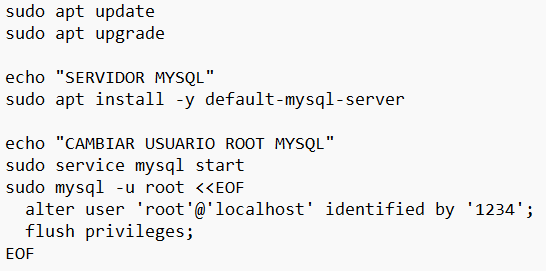 sudo apt update
sudo apt upgrade

echo "SERVIDOR MYSQL"
sudo apt install -y default-mysql-server

echo "CAMBIAR USUARIO ROOT MYSQL"
sudo service mysql start
sudo mysql -u root <<EOF
  alter user 'root'@'localhost' identified by '1234';
  flush privileges;
EOF